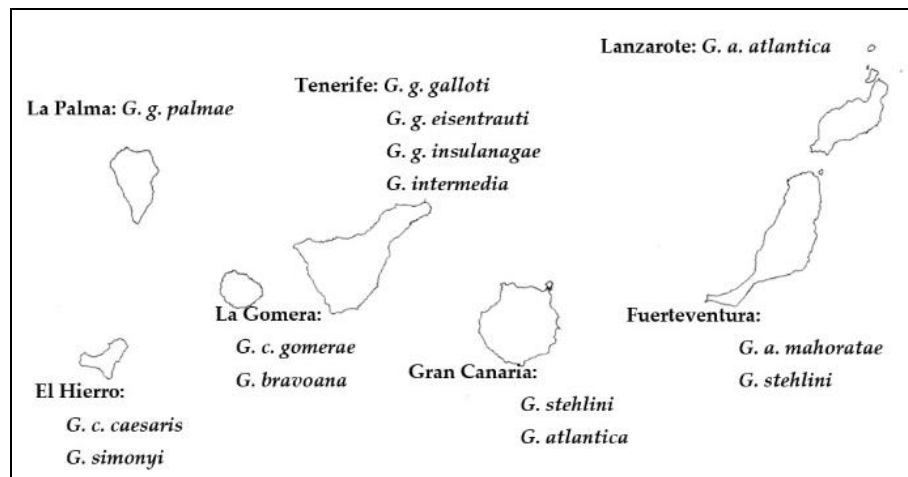 Lanzarote: G. a. atlantica
Tenerife: G. g. galloti
G. g. eisentrauti
G. g. insulanagae
G. intermedia
La Palma: G. g. palmae
La Gomera:
G. c. gomerae
G. bravoana
Fuerteventura:
G. a. mahoratae
G. stehlini
Gran Canaria:
G. stehlini
G. atlantica
El Hierro:
G. c. caesaris
G. simonyi